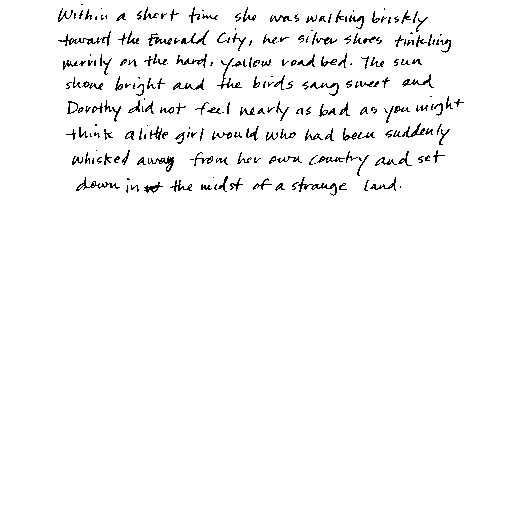 Within a short time she was walking briskly
toward the Emerald City, her silver shoes tinkling
merrily on the hard, yellow road bed. The sun
shone bright and the birds sang sweet and
Dorothy did not feel nearly as bad as you might
think a little girl would who had been suddenly
whisked away from her own country and set
down in the midst of a strange land.